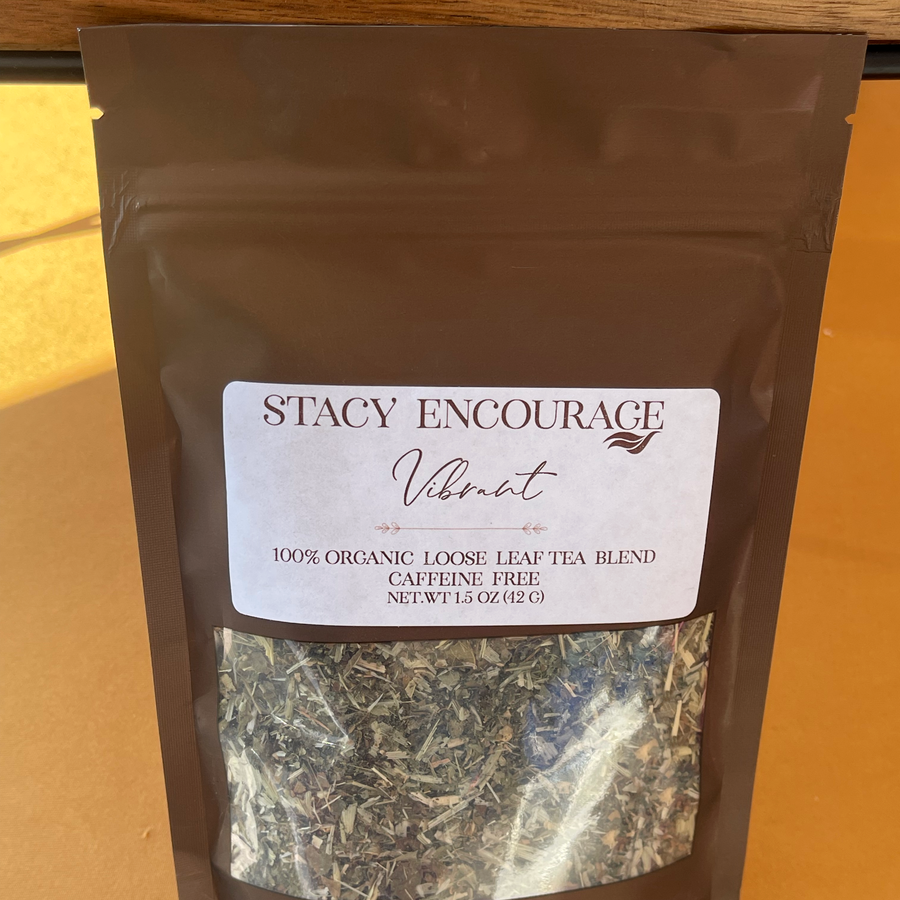 STACY ENCOURAGE
Vibrant
100% ORGANIC LOOSE LEAF TEA BLEND
CAFFEINE FREE
NET.WT 1.5 OZ (42 G)